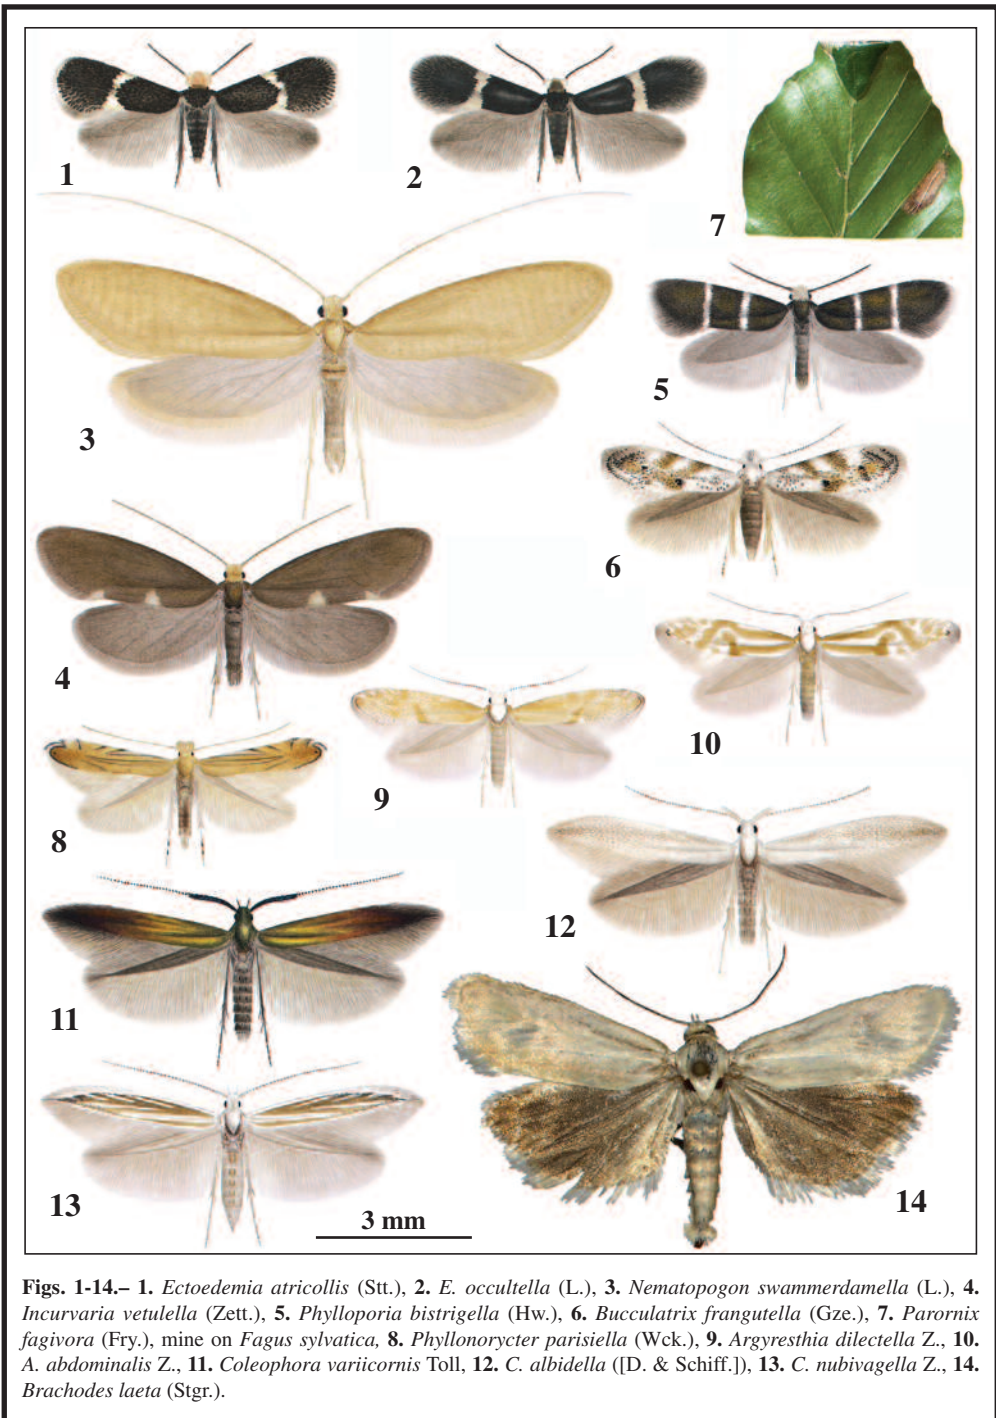 1
2
7
3
5
6
4
10
9
8
12
11
13
3 mm
14
Figs. 1-14.– 1. Ectoedemia atricollis (Stt.), 2. E. occultella (L.), 3. Nematopogon swammerdamella (L.), 4.
Incurvaria vetulella (Zett.), 5. Phylloporia bistrigella (Hw.), 6. Bucculatrix frangutella (Gze.), 7. Parornix
fagivora (Fry.), mine on Fagus sylvatica, 8. Phyllonorycter parisiella (Wck.), 9. Argyresthia dilectella Z., 10.
A. abdominalis Z., 11. Coleophora variicornis Toll, 12. C. albidella ([D. & Schiff.]), 13. C. nubivagella Z., 14.
Brachodes laeta (Stgr.).